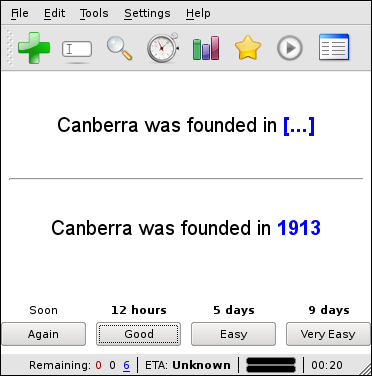 File Edit Tools Settings Help
Canberra was founded in [...]
Canberra was founded in 1913
Soon 12 hours 5 days 9 days
Again Good Easy Very Easy
Remaining: 0 0 6 ETA: Unknown 00:20